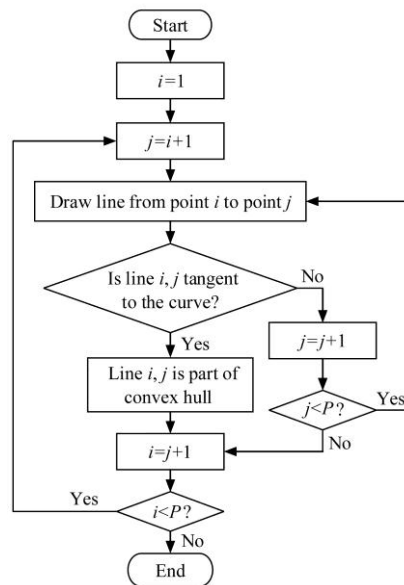 Start
i=1
j=i+1
Draw line from point i to point j
Is line i, j tangent
to the curve?
No
Yes
j=j+1
Line i, j is part of
convex hull
j<P?
Yes
No
i=j+1
Yes
i<P?
No
End